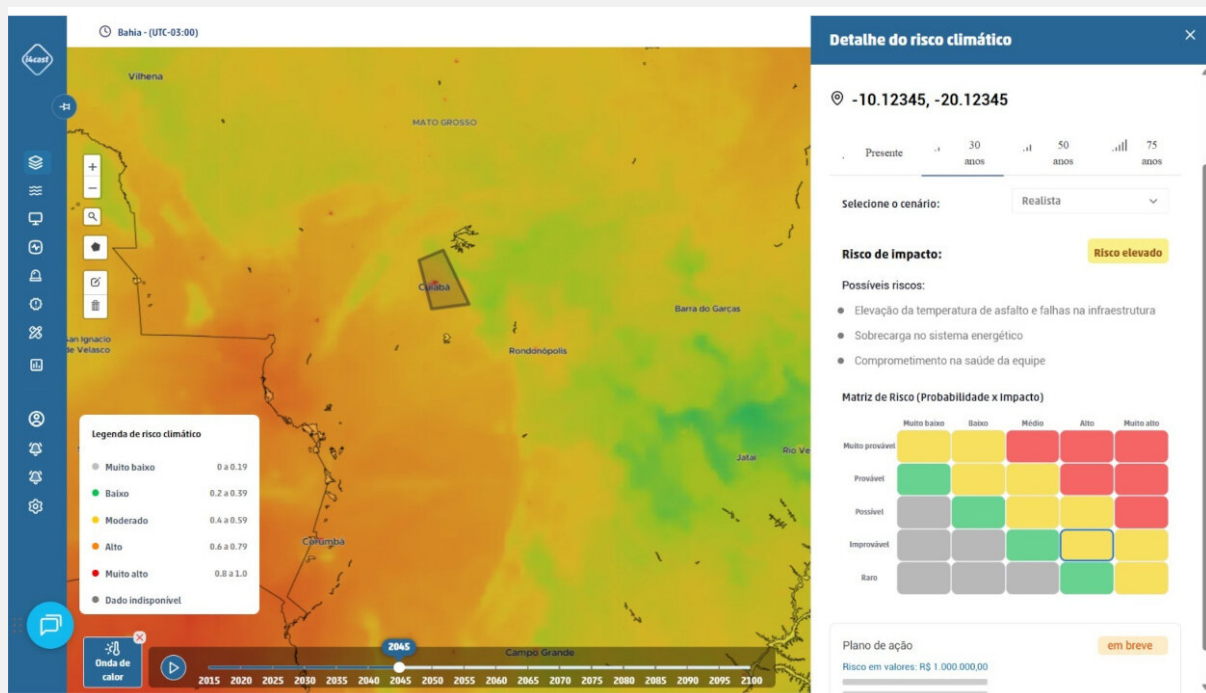 i4cast
Bahia - (UTC-03:00)
Vilhena
MATO GROSSO
Cuiabá
Barra do Garças
San Ignacio
de Velasco
Rondonópolis
Jataí
Rio Ve
Corumbá
Campo Grande
Legenda de risco climático
Muito baixo 0 a 0.19
Baixo 0.2 a 0.39
Moderado 0.4 a 0.59
Alto 0.6 a 0.79
Muito alto 0.8 a 1.0
Dado indisponível
Onda de
calor
2045
2015 2020 2025 2030 2035 2040 2045 2050 2055 2060 2065 2070 2075 2080 2085 2090 2095 2100
Detalhe do risco climático
-10.12345, -20.12345
Presente
30
anos
50
anos
75
anos
Selecione o cenário:
Realista
Risco de impacto:
Risco elevado
Possíveis riscos:
Elevação da temperatura de asfalto e falhas na infraestrutura
Sobrecarga no sistema energético
Comprometimento na saúde da equipe
Matriz de Risco (Probabilidade x Impacto)
Muito baixo Baixo Médio Alto Muito alto
Muito provável
Provável
Possível
Improvável
Raro
Plano de ação
em breve
Risco em valores: R$ 1.000.000,00